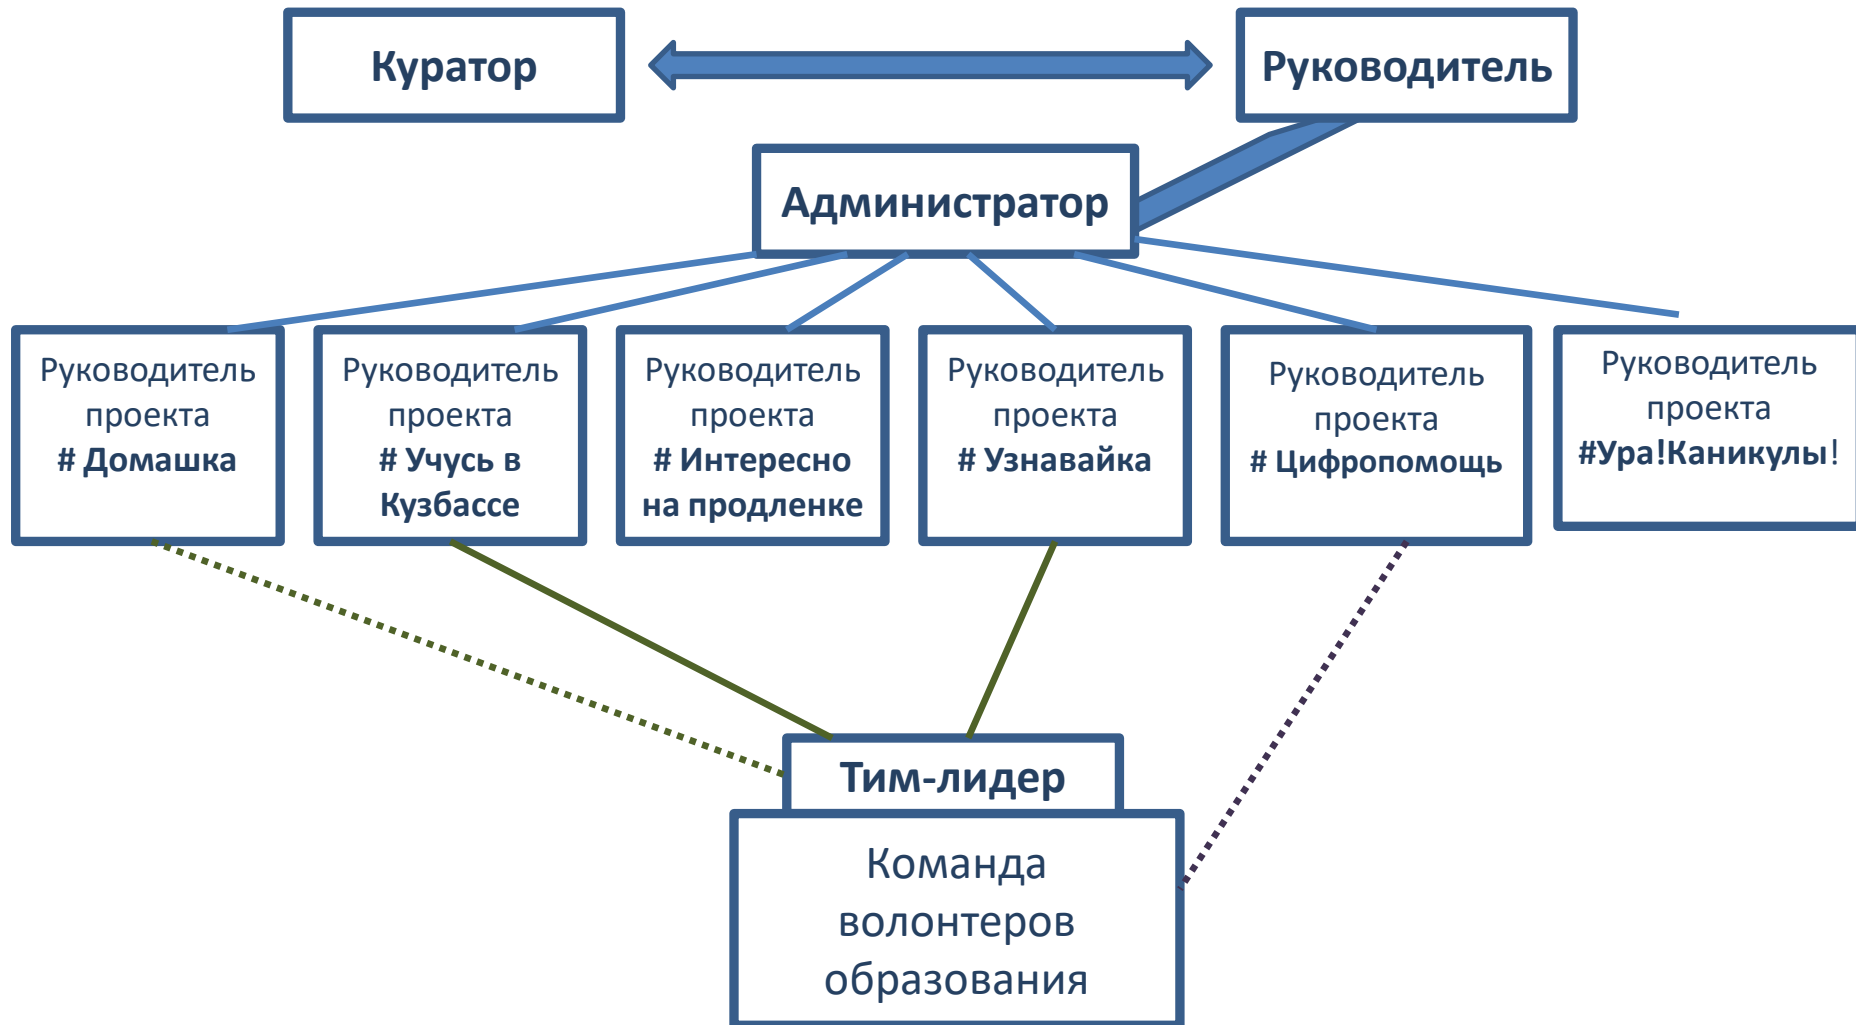 Куратор
Руководитель
Администратор
Руководитель
проекта
# Домашка
Руководитель
проекта
# Учусь в
Кузбассе
Руководитель
проекта
# Интересно
на продленке
Руководитель
проекта
# Узнавайка
Руководитель
проекта
# Цифропомощь
Руководитель
проекта
#Ура!Каникулы!
Тим-лидер
Команда
волонтеров
образования